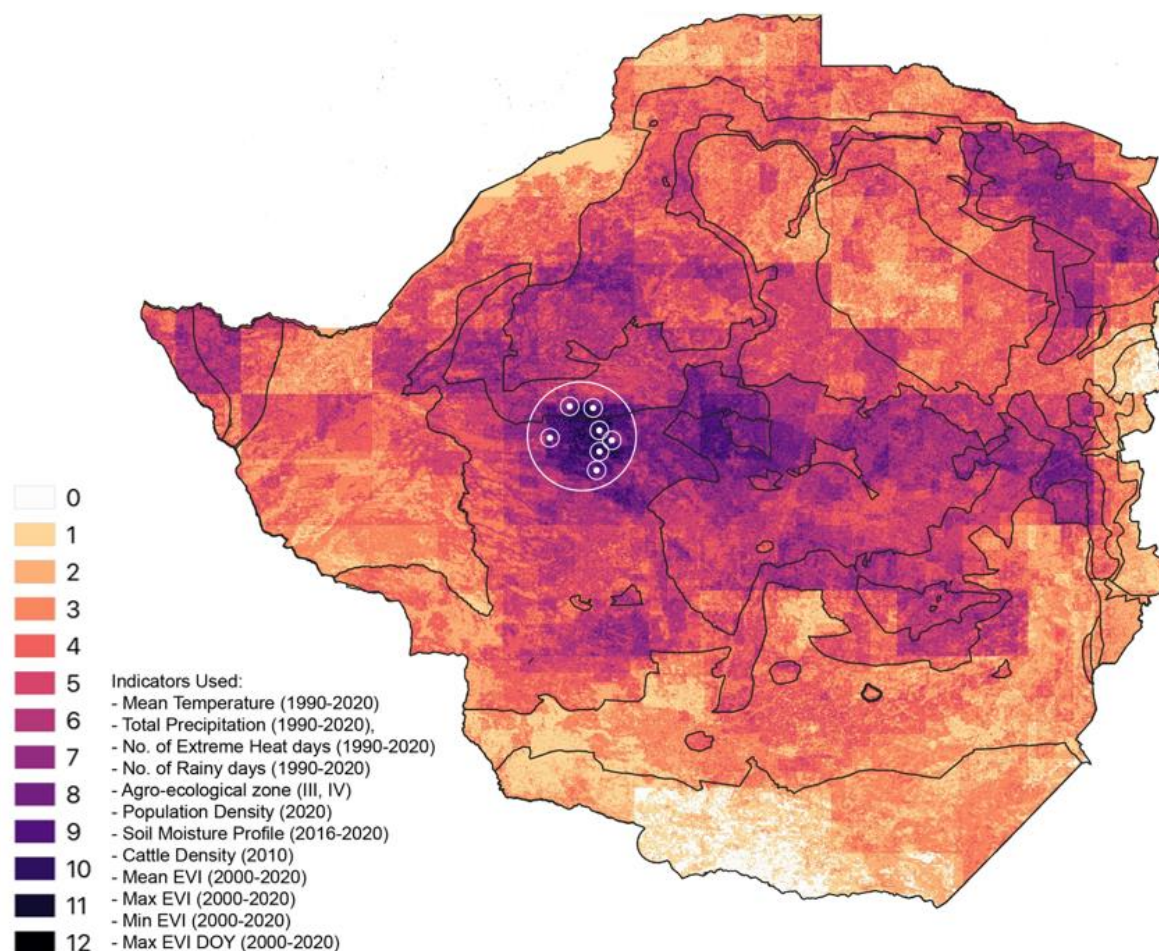 0
1
2
3
4
5
6
7
8
9
10
11
12
Indicators Used:
- Mean Temperature (1990-2020)
- Total Precipitation (1990-2020),
- No. of Extreme Heat days (1990-2020)
- No. of Rainy days (1990-2020)
- Agro-ecological zone (III, IV)
- Population Density (2020)
- Soil Moisture Profile (2016-2020)
- Cattle Density (2010)
- Mean EVI (2000-2020)
- Max EVI (2000-2020)
- Min EVI (2000-2020)
- Max EVI DOY (2000-2020)